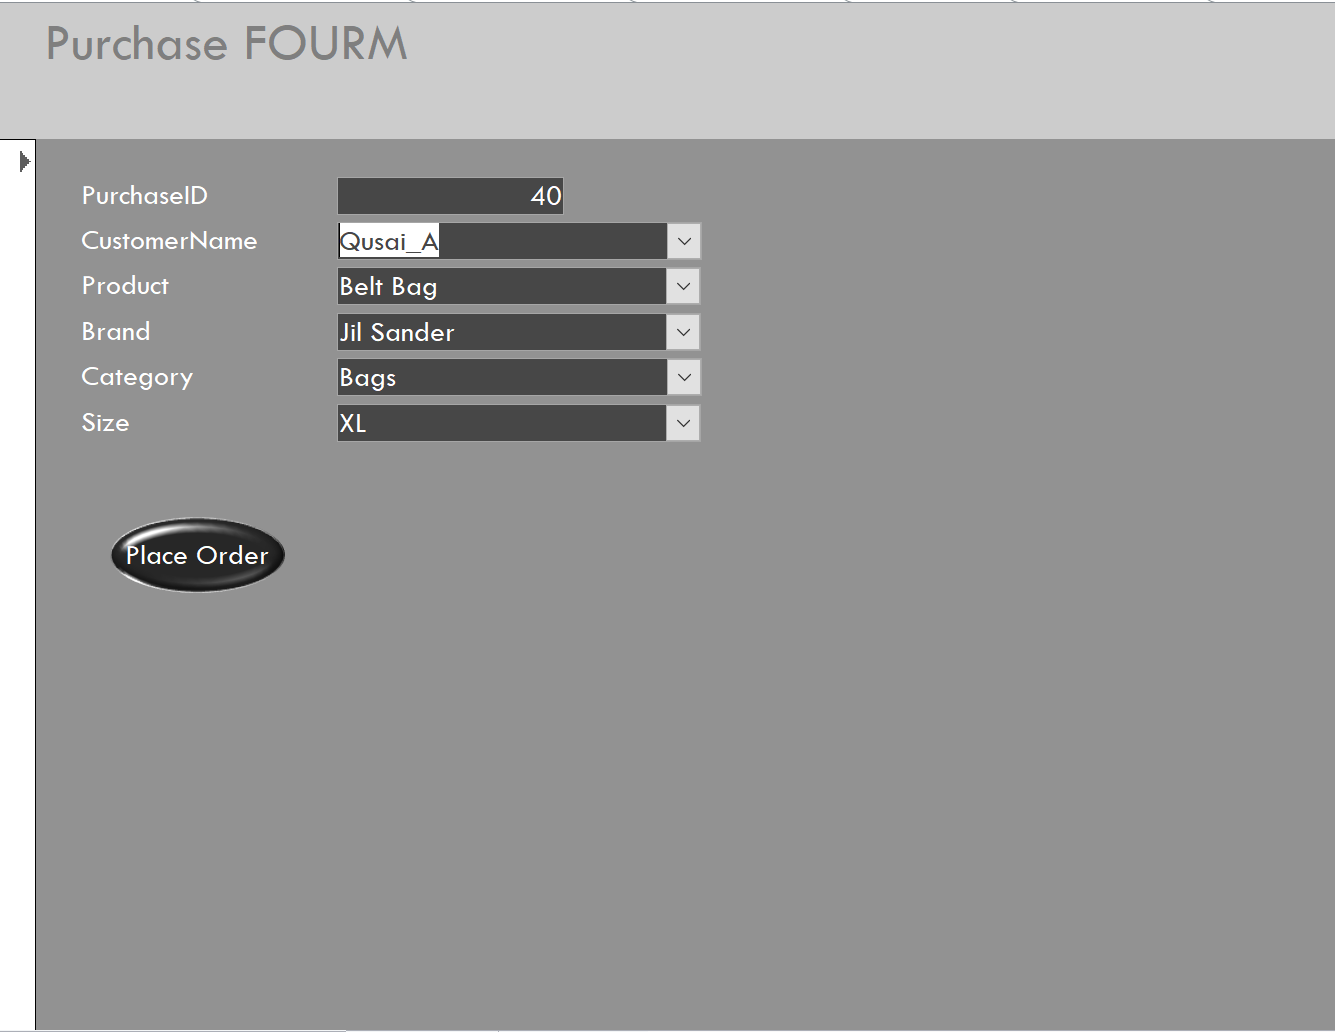 Purchase FOURM
PurchaseID 40
CustomerName Qusai_A
Product Belt Bag
Brand Jil Sander
Category Bags
Size XL
Place Order